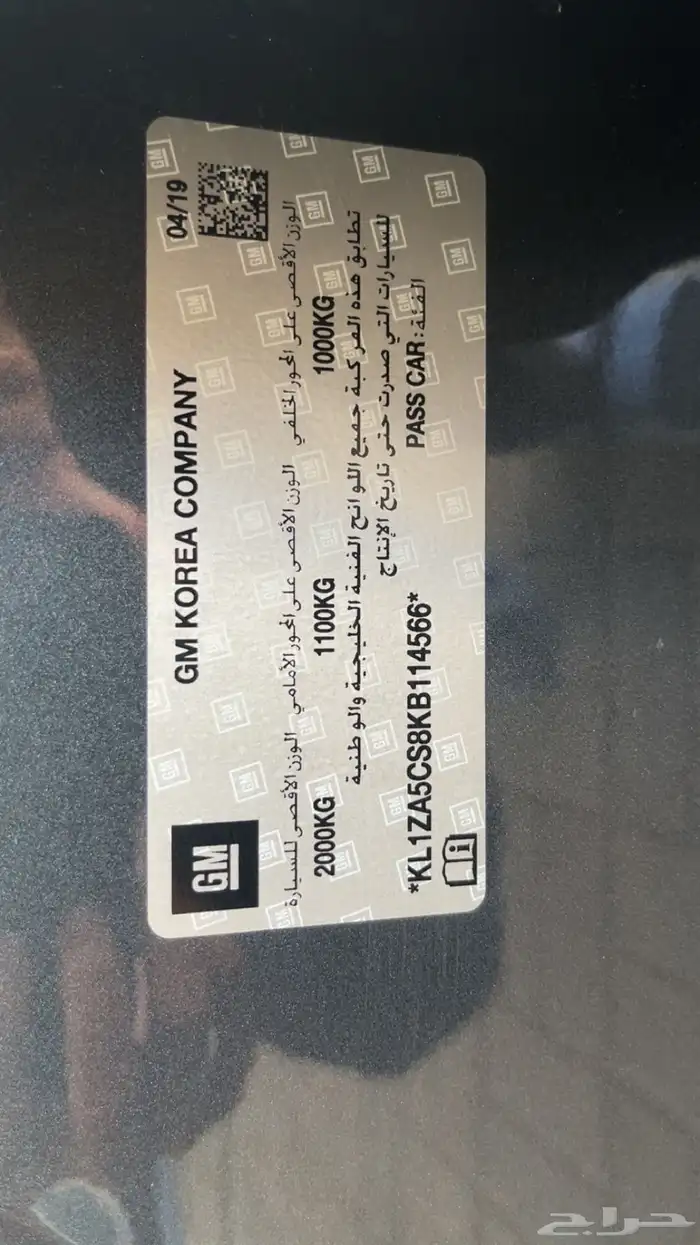 GM
GM KOREA COMPANY
04/19
الوزن الأقصى للسيارة الوزن الأقصى على المحور الأمامي الوزن الأقصى على المحور الخلفي
2000KG 1100KG 1000KG
تطابق هذه المركبة جميع اللوائح الفنية الخليجية والوطنية
للسيارات التي صدرت حتى تاريخ الإنتاج
*KL1ZA5CS8KB114566* PASS CAR: الفئة
حراج